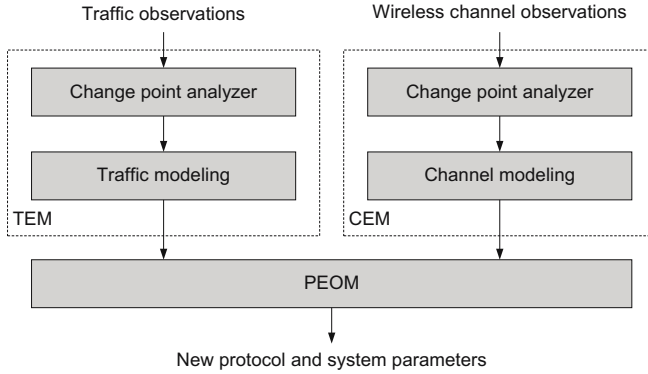 Traffic observations
Wireless channel observations
Change point analyzer
Change point analyzer
Traffic modeling
Channel modeling
TEM
CEM
PEOM
New protocol and system parameters